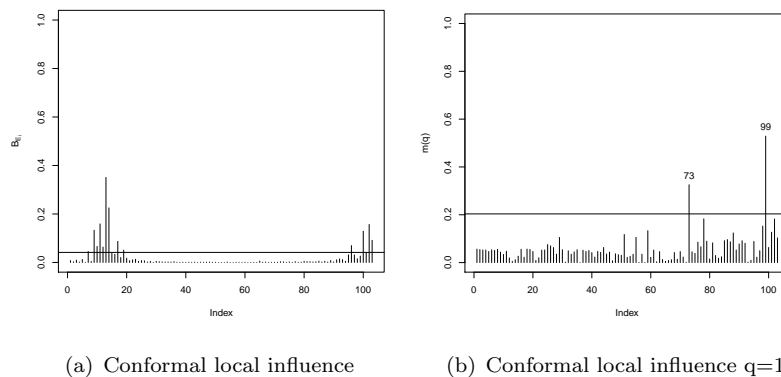 1.0
0.8
0.6
0.4
0.2
0.0
B_{E_i}
0 20 40 60 80 100
Index
1.0
0.8
0.6
0.4
0.2
0.0
m(q)
99
73
0 20 40 60 80 100
Index
(a) Conformal local influence
(b) Conformal local influence q=1